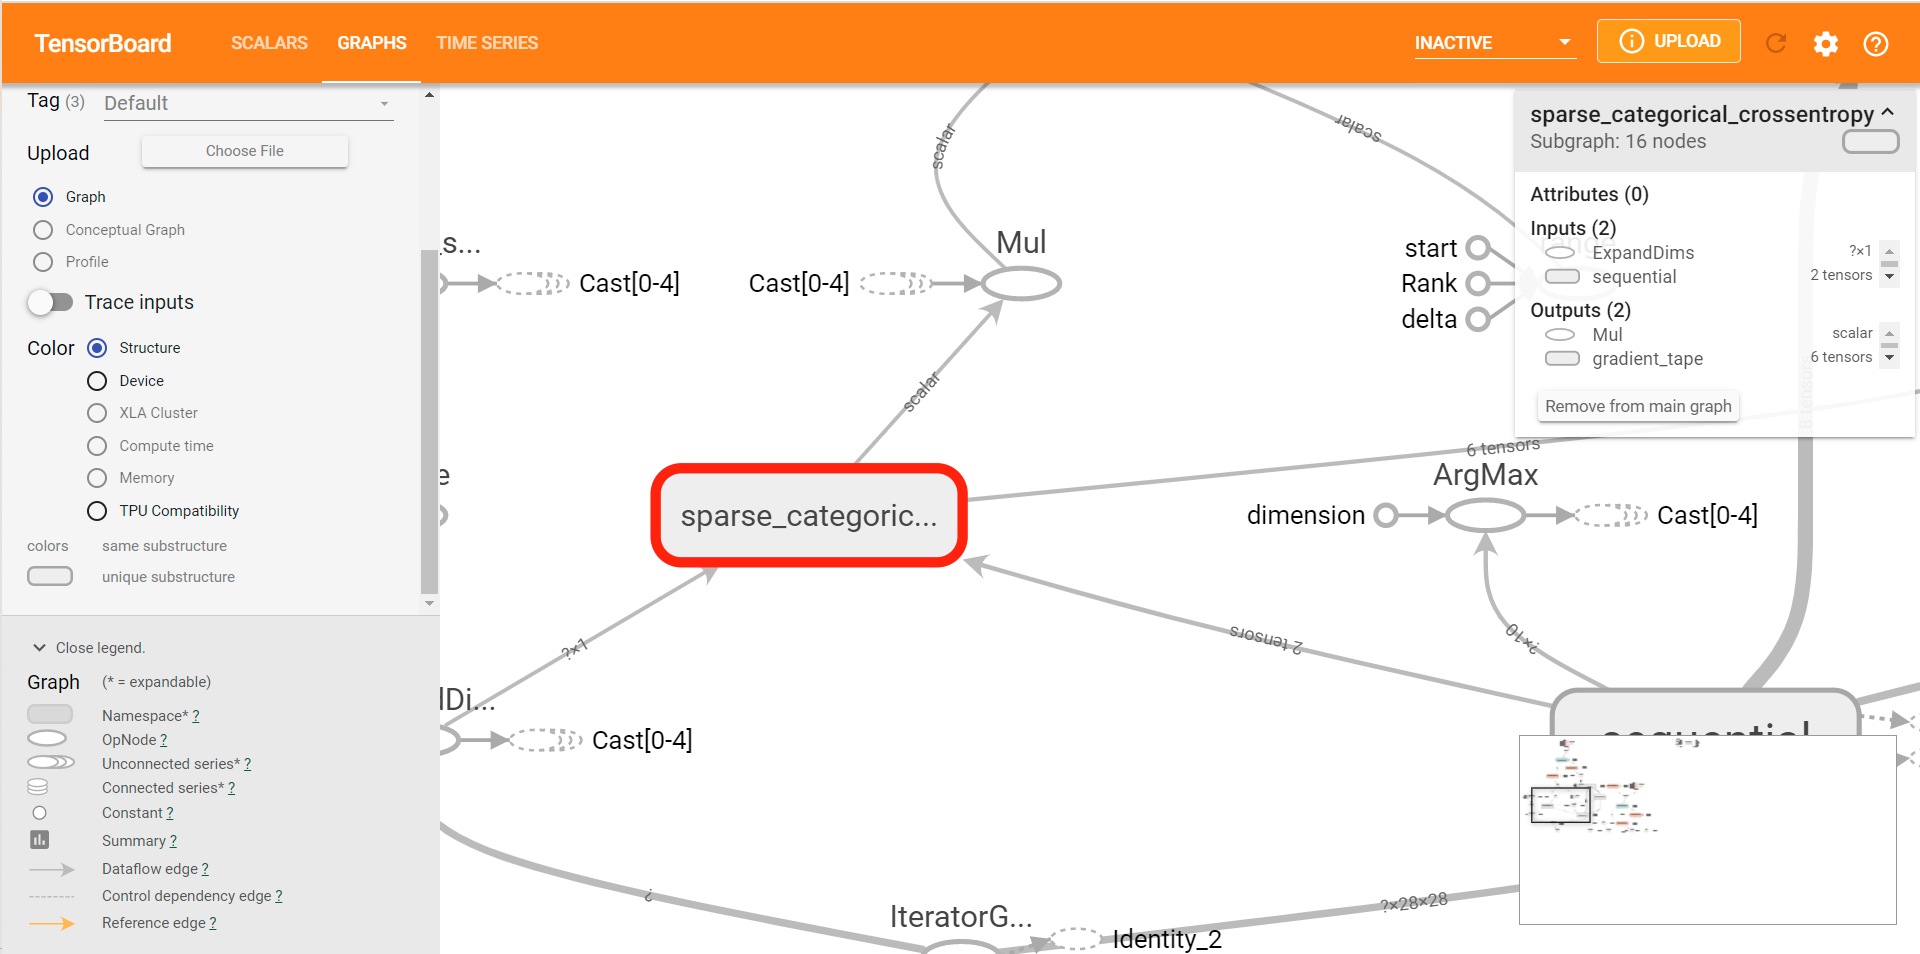 TensorBoard
SCALARS
GRAPHS
TIME SERIES
INACTIVE
UPLOAD
Tag (3) Default
Upload
Choose File
Graph
Conceptual Graph
Profile
Trace inputs
Color
Structure
Device
XLA Cluster
Compute time
Memory
TPU Compatibility
colors same substructure
unique substructure
Close legend.
Graph (* = expandable)
Namespace* ?
OpNode ?
Unconnected series* ?
Connected series* ?
Constant ?
Summary ?
Dataflow edge ?
Control dependency edge ?
Reference edge ?
scalar
scalar
_s...
Cast[0-4]
Cast[0-4]
Mul
start
Rank
delta
range
scalar
e
sparse_categoric...
6 tensors
ArgMax
dimension
Cast[0-4]
?×1
2 tensors
?×10
lDi...
Cast[0-4]
sequential
?
IteratorG...
Identity_2
?×28×28
8 tensors
sparse_categorical_crossentropy
Subgraph: 16 nodes
Attributes (0)
Inputs (2)
ExpandDims ?×1
sequential 2 tensors
Outputs (2)
Mul scalar
gradient_tape 6 tensors
Remove from main graph